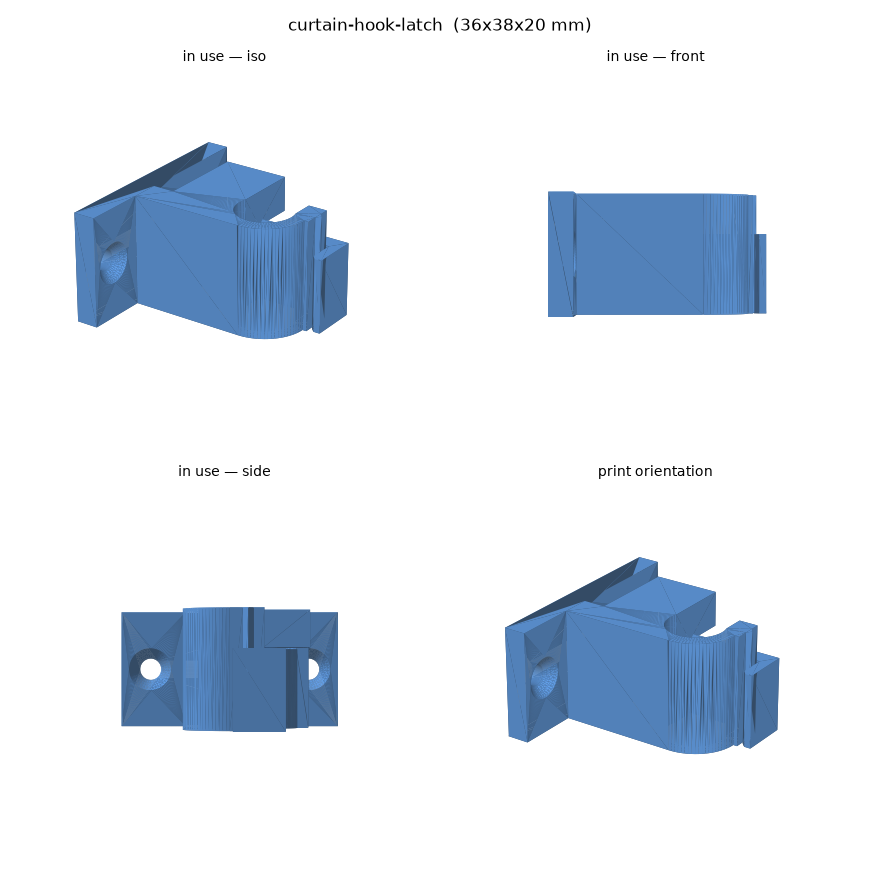 curtain-hook-latch  (36x38x20 mm)
in use — iso
in use — front
in use — side
print orientation